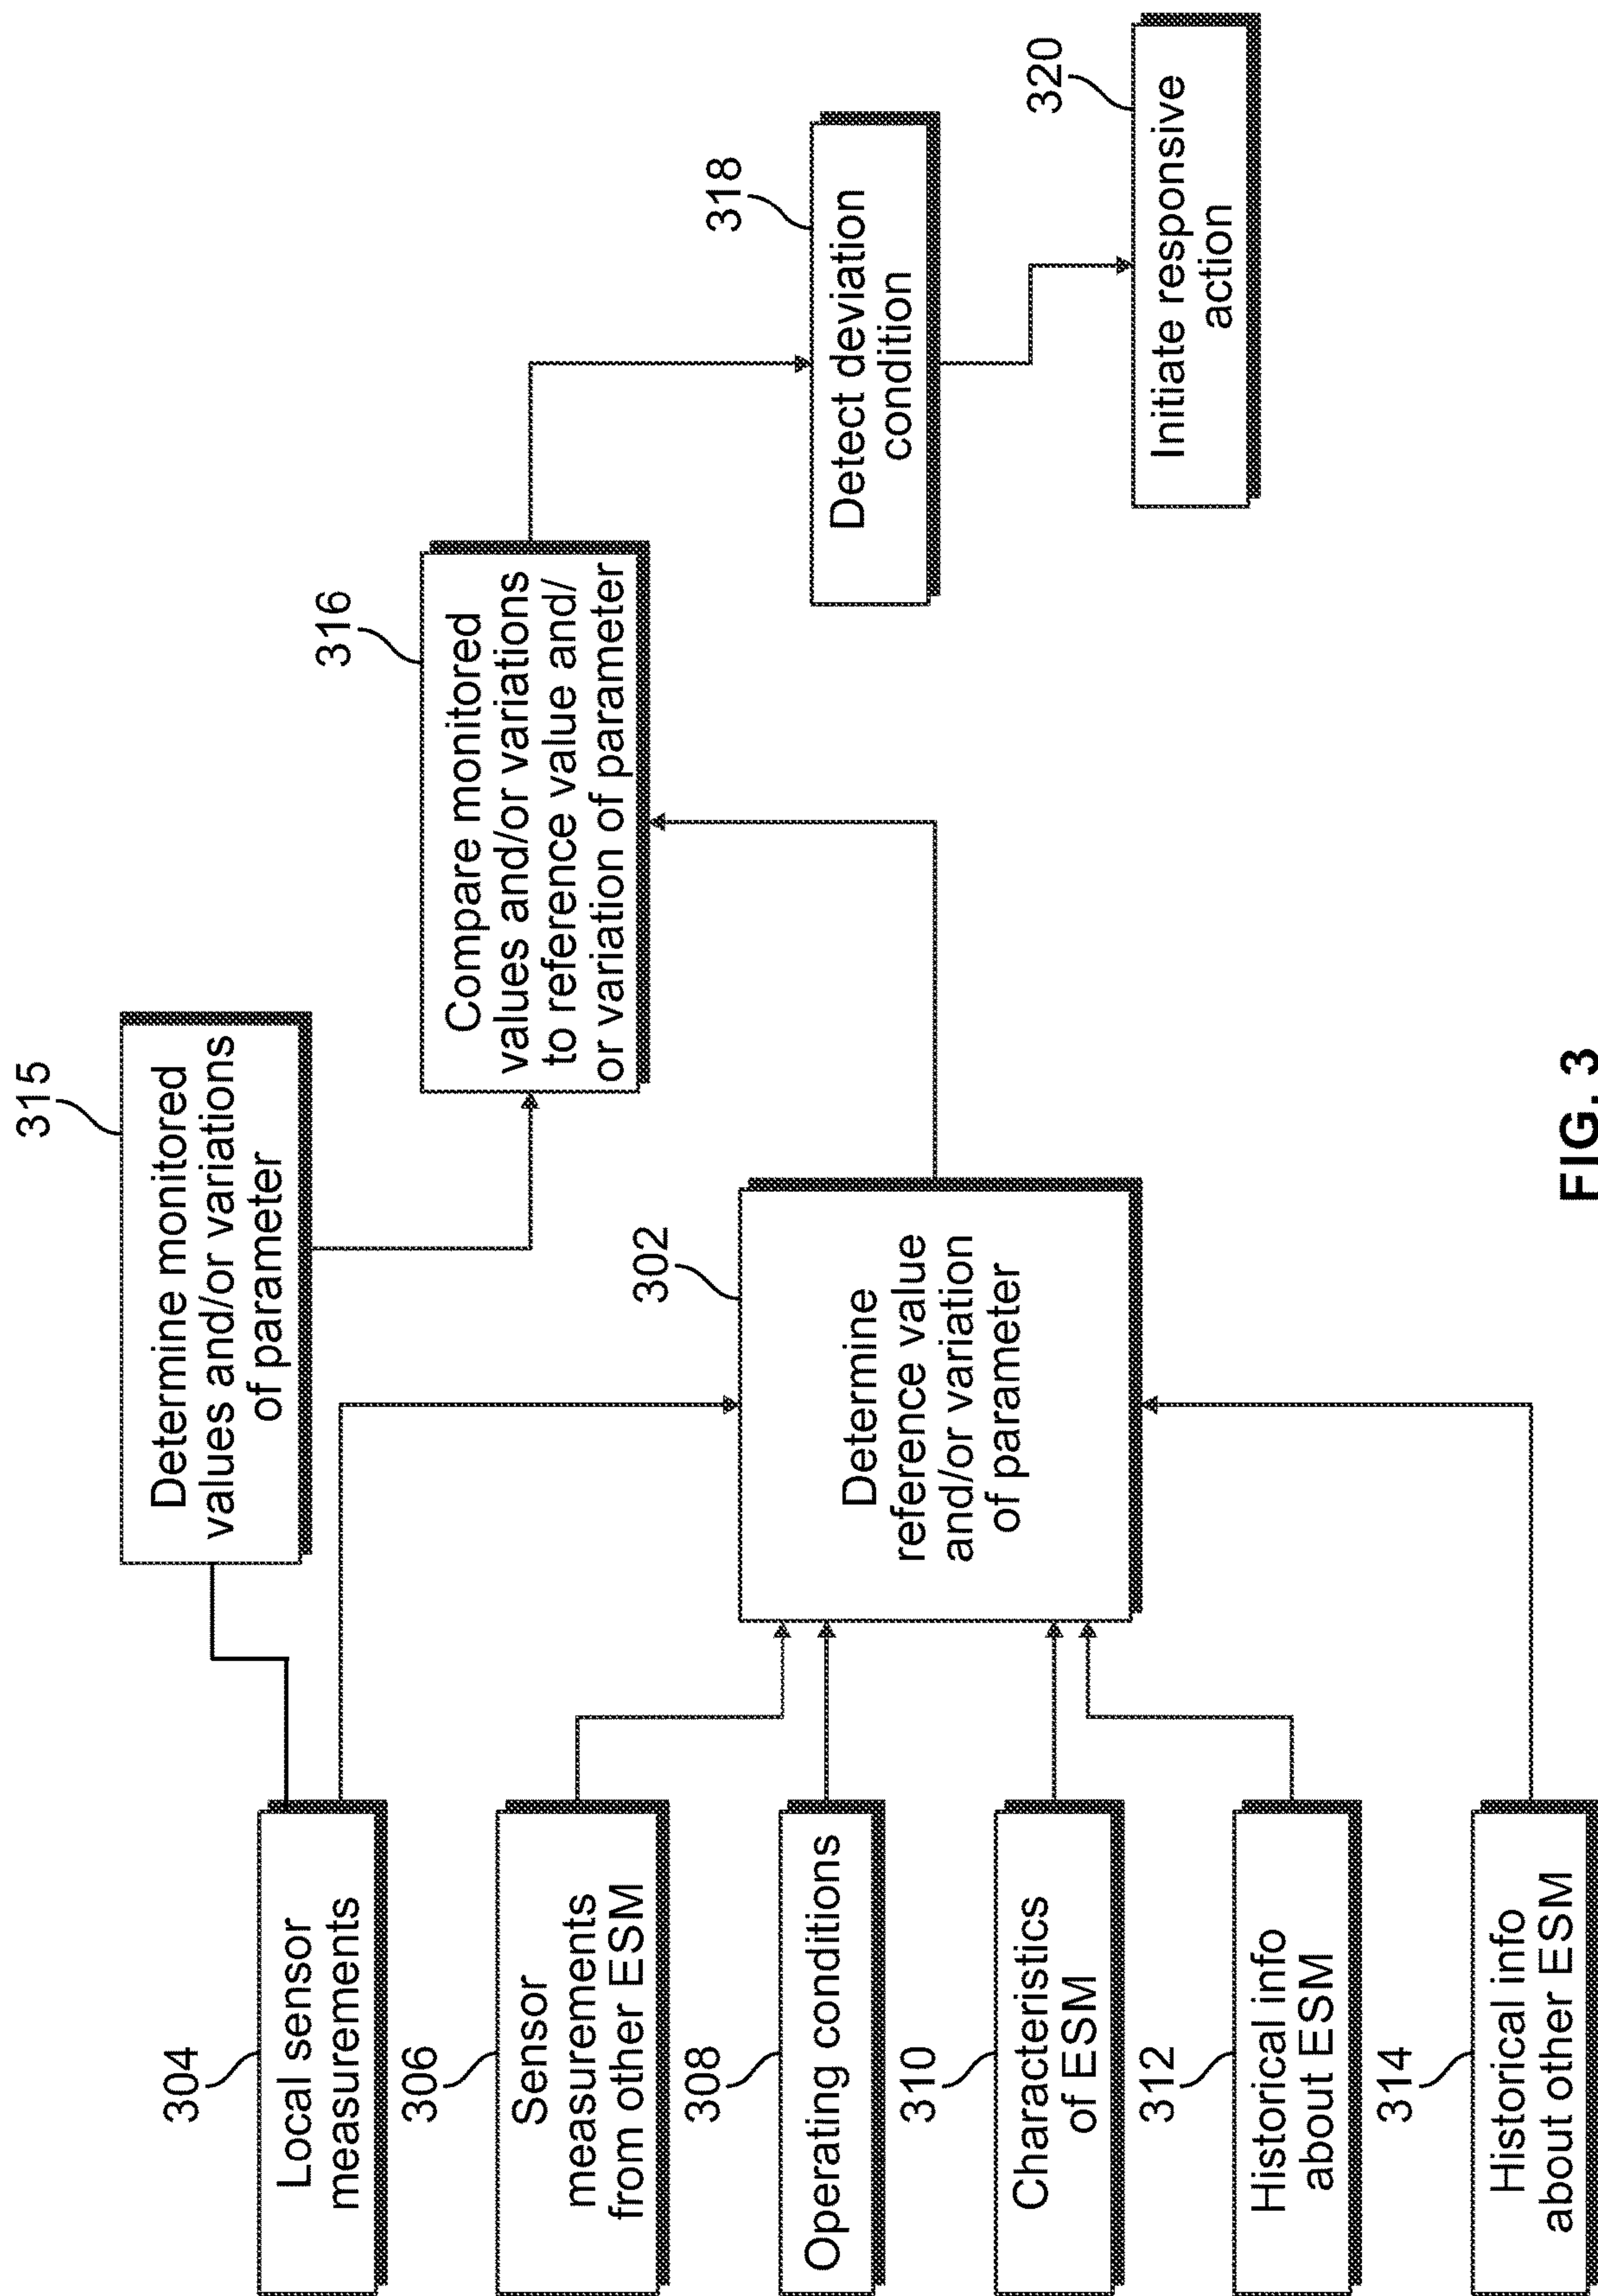 315
Determine monitored
values and/or variations
of parameter
304
Local sensor
measurements
316
Compare monitored
values and/or variations
to reference value and/
or variation of parameter
306
Sensor
measurements
from other ESM
302
Determine
reference value
and/or variation
of parameter
308
Operating conditions
318
Detect deviation
condition
310
Characteristics
of ESM
320
Initiate responsive
action
312
Historical info
about ESM
314
Historical info
about other ESM
FIG. 3